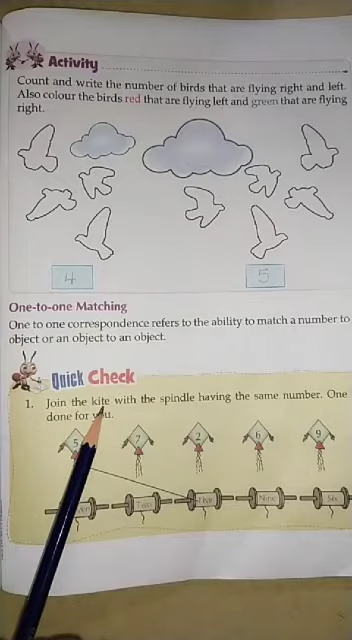 Activity
Count and write the number of birds that are flying right and left.
Also colour the birds red that are flying left and green that are flying
right.
4
5
One-to-one Matching
One to one correspondence refers to the ability to match a number to
object or an object to an object.
Quick Check
1. Join the kite with the spindle having the same number. One
done for you.
5 7 2 6 9
Two Five Nine Six